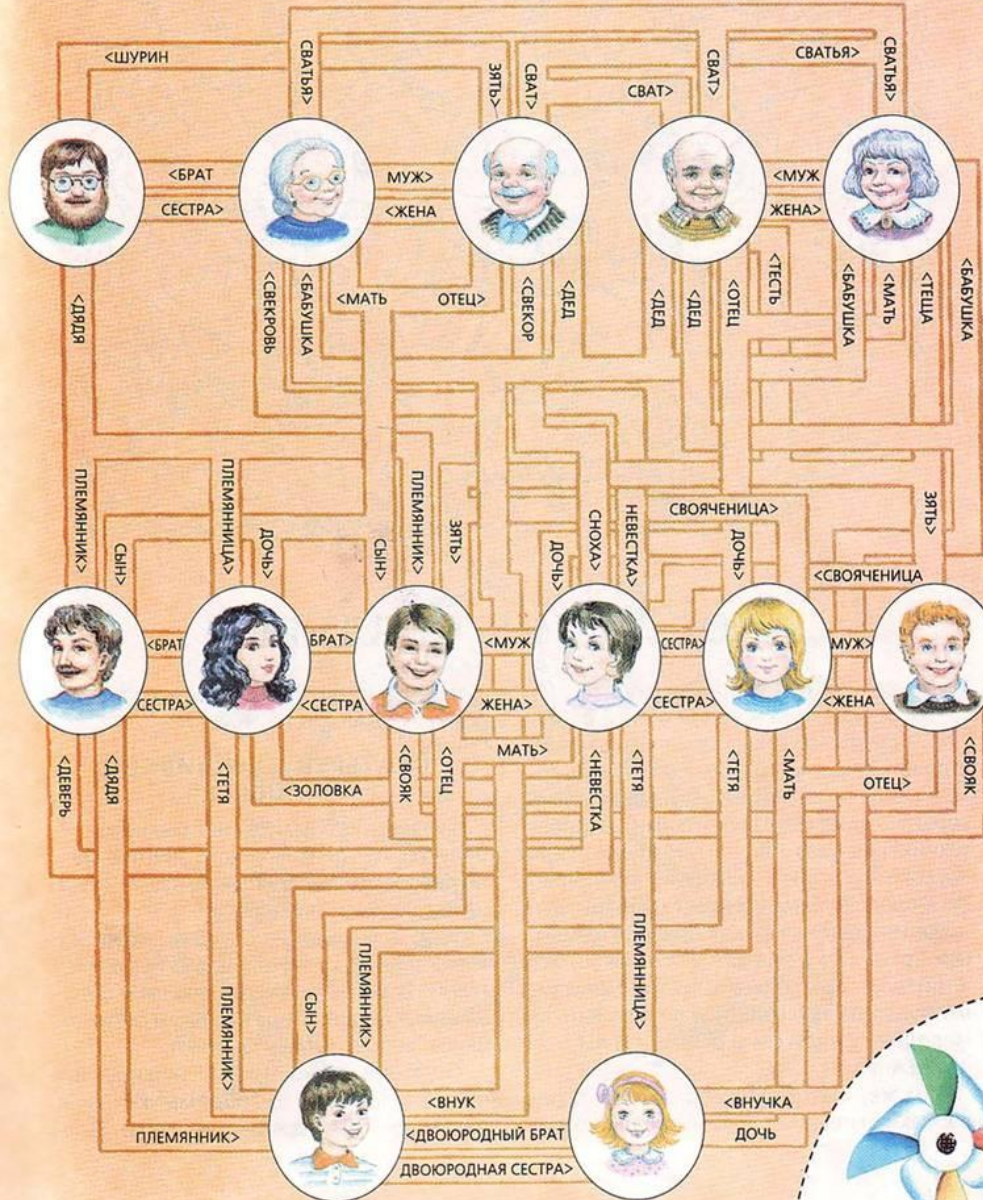 <ШУРИН
СВАТЬЯ>
ЗЯТЬ>
СВАТ>
СВАТ>
СВАТ>
СВАТЬЯ>
СВАТЬЯ>
<БРАТ
СЕСТРА>
МУЖ>
<ЖЕНА
<МУЖ
ЖЕНА>
<ДЯДЯ
<СВЕКРОВЬ
<БАБУШКА
<МАТЬ
ОТЕЦ>
<СВЕКОР
<ДЕД
<ДЕД
<ДЕД
<ОТЕЦ
<ТЕСТЬ
<БАБУШКА
<МАТЬ
<ТЕЩА
<БАБУШКА
ПЛЕМЯННИК>
СЫН>
ПЛЕМЯННИЦА>
ДОЧЬ>
СЫН>
ПЛЕМЯННИК>
ЗЯТЬ>
ДОЧЬ>
СНОХА>
НЕВЕСТКА>
СВОЯЧЕНИЦА>
ДОЧЬ>
<СВОЯЧЕНИЦА
ЗЯТЬ>
<БРАТ
СЕСТРА>
БРАТ>
<СЕСТРА
<МУЖ
ЖЕНА>
СЕСТРА>
СЕСТРА>
МУЖ>
<ЖЕНА
<ДЕВЕРЬ
<ДЯДЯ
<ТЕТЯ
<ЗОЛОВКА
<СВОЯК
<ОТЕЦ
МАТЬ>
<НЕВЕСТКА
<ТЕТЯ
<ТЕТЯ
<МАТЬ
ОТЕЦ>
<СВОЯК
ПЛЕМЯННИК>
СЫН>
ПЛЕМЯННИК>
ПЛЕМЯННИЦА>
<ВНУК
<ВНУЧКА
ПЛЕМЯННИК>
<ДВОЮРОДНЫЙ БРАТ
ДОЧЬ
ДВОЮРОДНАЯ СЕСТРА>